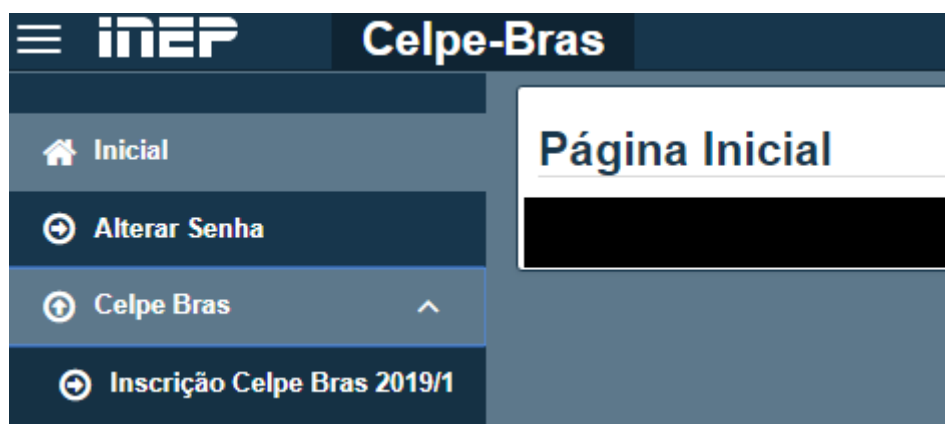 inep Celpe-Bras
Inicial
Alterar Senha
Celpe Bras
Inscrição Celpe Bras 2019/1
Página Inicial